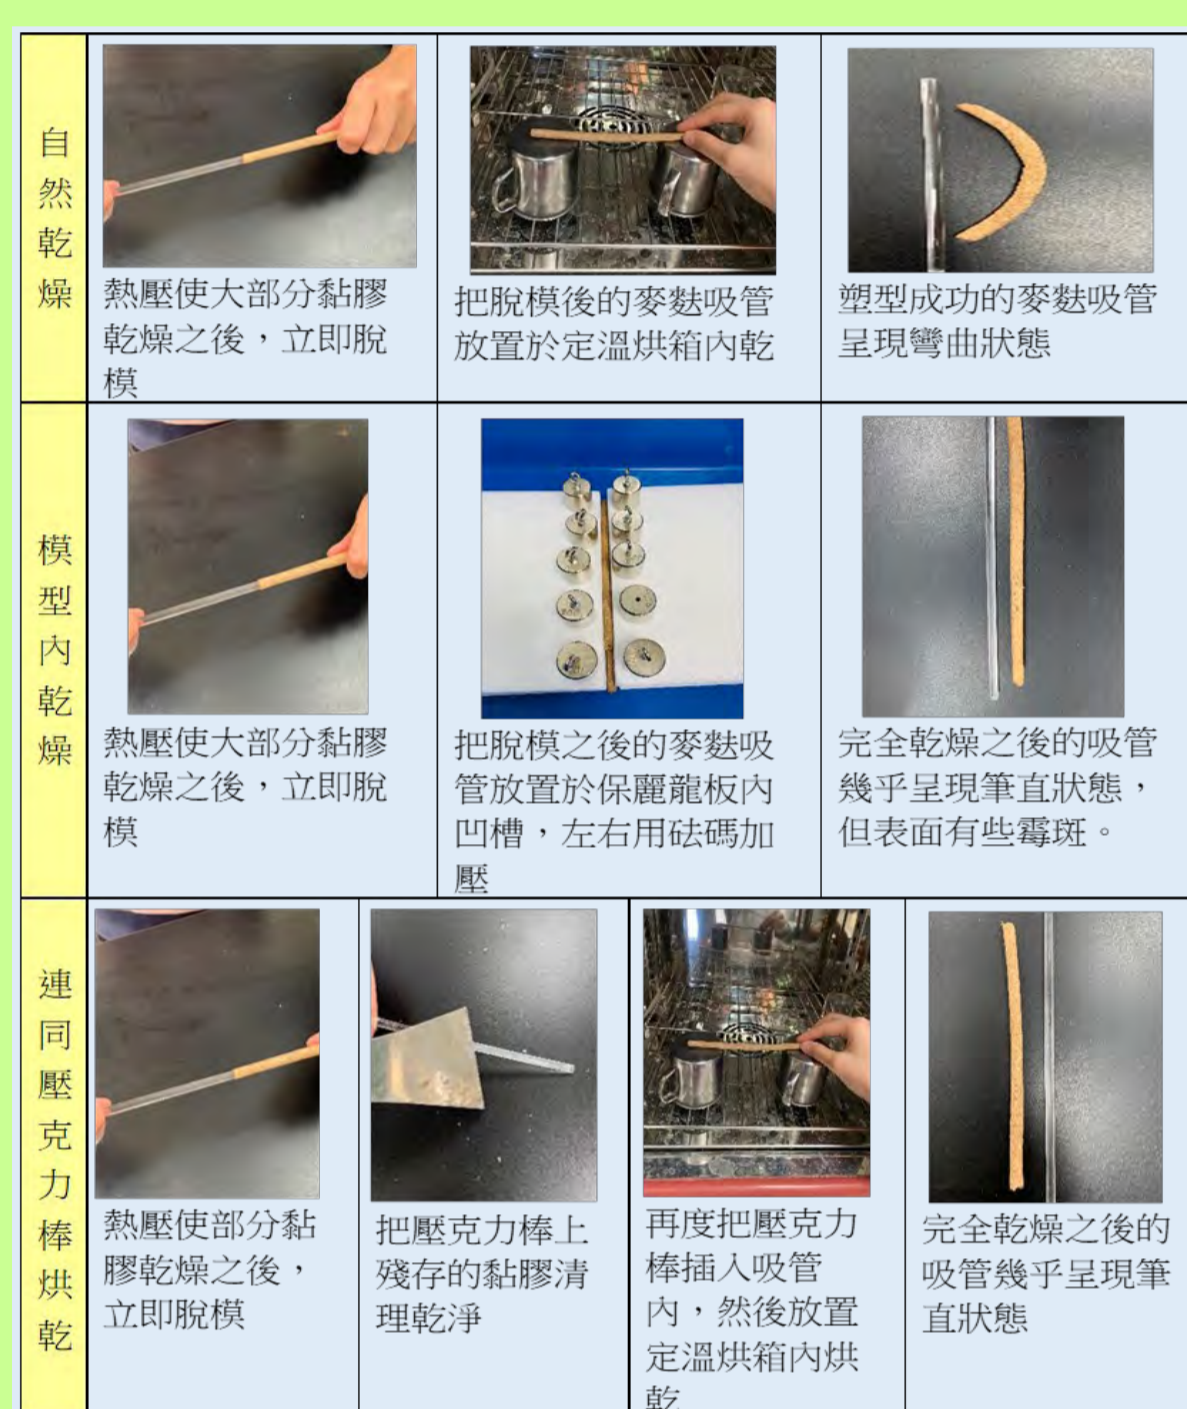 自然乾燥
熱壓使大部分黏膠
乾燥之後，立即脫
模
把脫模後的麥麩吸管
放置於定溫烘箱內乾
塑型成功的麥麩吸管
呈現彎曲狀態
模型內乾燥
熱壓使大部分黏膠
乾燥之後，立即脫
模
把脫模之後的麥麩吸
管放置於保麗龍板內
凹槽，左右用砝碼加
壓
完全乾燥之後的吸管
幾乎呈現筆直狀態，
但表面有些霉斑。
連同壓克力棒烘乾
熱壓使部分黏
膠乾燥之後，
立即脫模
把壓克力棒上
殘存的黏膠清
理乾淨
再度把壓克力
棒插入吸管
內，然後放置
定溫烘箱內烘
乾
完全乾燥之後的
吸管幾乎呈現筆
直狀態